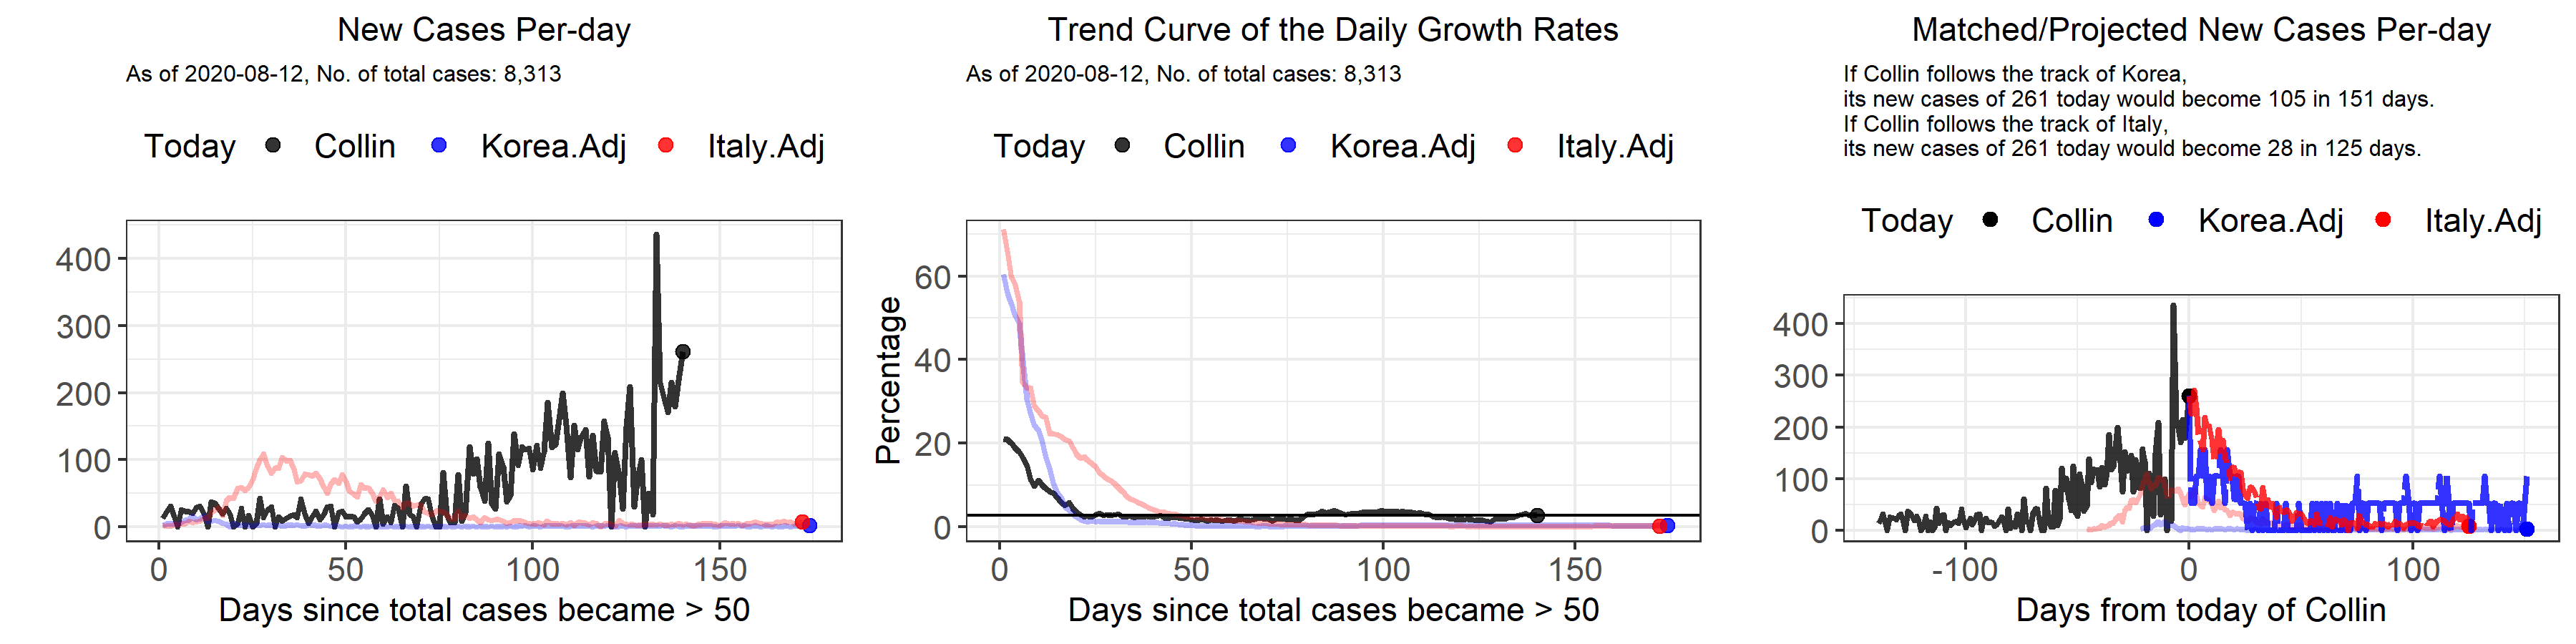 New Cases Per-day
As of 2020-08-12, No. of total cases: 8,313
Today Collin Korea.Adj Italy.Adj
400
300
200
100
0
0 50 100 150
Days since total cases became > 50
Trend Curve of the Daily Growth Rates
As of 2020-08-12, No. of total cases: 8,313
Today Collin Korea.Adj Italy.Adj
Percentage
60
40
20
0
0 50 100 150
Days since total cases became > 50
Matched/Projected New Cases Per-day
If Collin follows the track of Korea,
its new cases of 261 today would become 105 in 151 days.
If Collin follows the track of Italy,
its new cases of 261 today would become 28 in 125 days.
Today Collin Korea.Adj Italy.Adj
400
300
200
100
0
-100 0 100
Days from today of Collin